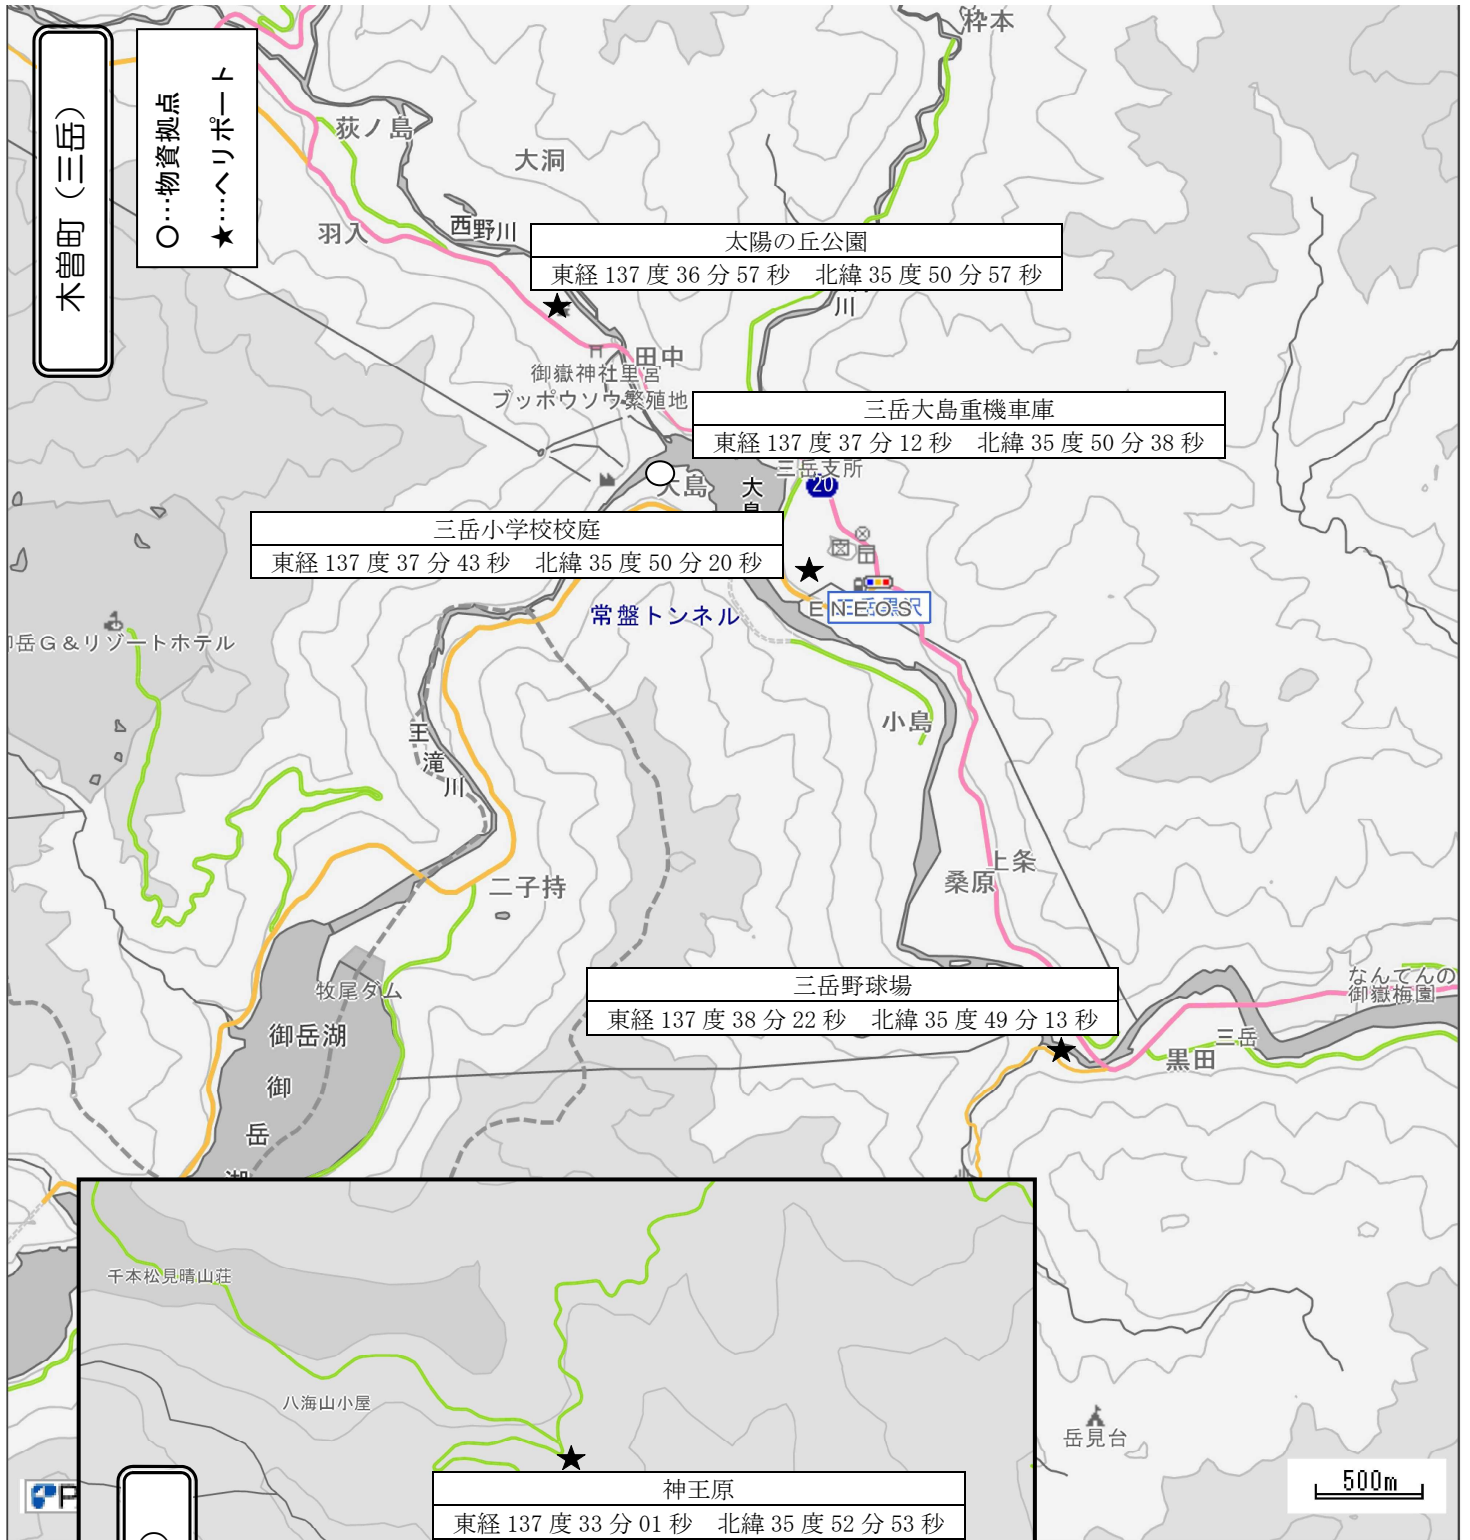 木曽町（三岳）
○…物資拠点
★…ヘリポート
枠本
荻ノ島
大洞
羽入
西野川
太陽の丘公園
東経 137 度 36 分 57 秒　北緯 35 度 50 分 57 秒
川
田中
御嶽神社里宮
ブッポウソウ繁殖地
三岳大島重機車庫
東経 137 度 37 分 12 秒　北緯 35 度 50 分 38 秒
三岳支所
大島
20
三岳小学校校庭
東経 137 度 37 分 43 秒　北緯 35 度 50 分 20 秒
常盤トンネル
ENEOS
岳G＆リゾートホテル
小島
王滝川
上条
桑原
二子持
牧尾ダム
三岳野球場
東経 137 度 38 分 22 秒　北緯 35 度 49 分 13 秒
なんてんの
御嶽梅園
三岳
黒田
御岳湖
御
岳
千本松見晴山荘
八海山小屋
岳見台
神王原
東経 137 度 33 分 01 秒　北緯 35 度 52 分 53 秒
500m